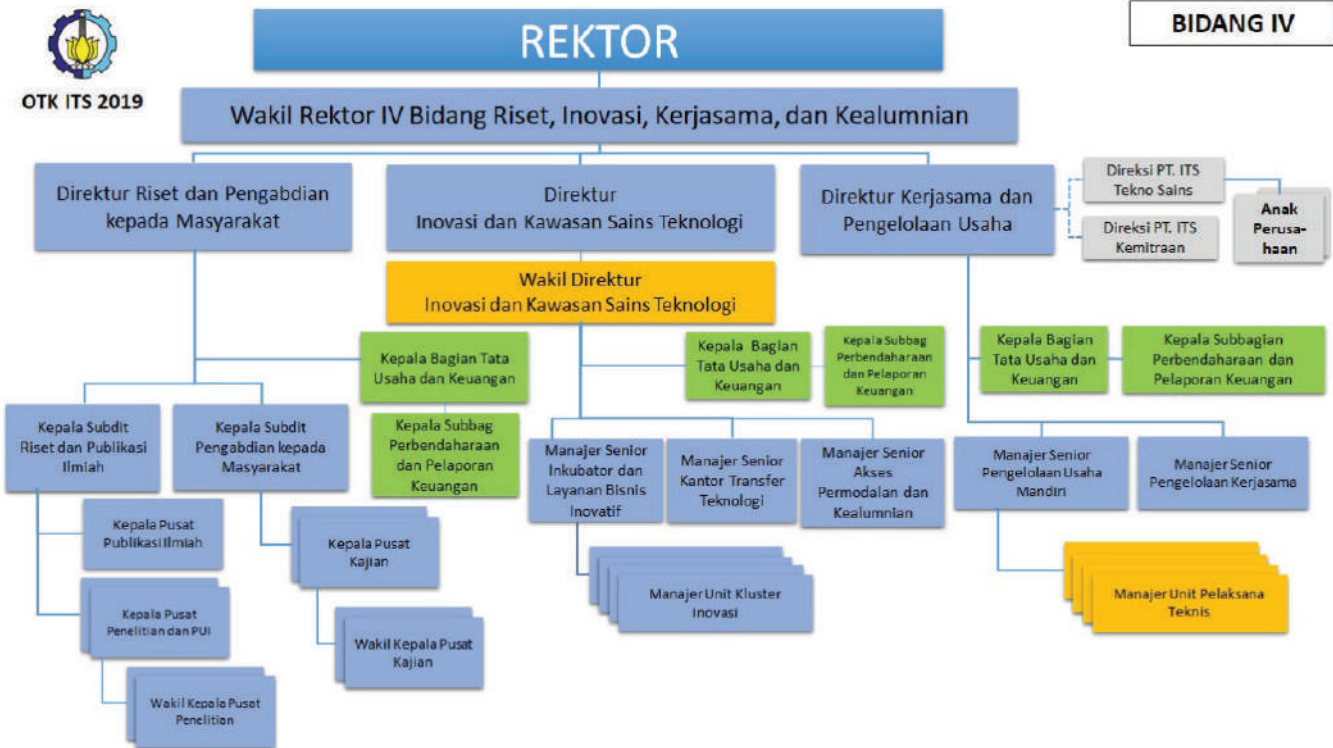 BIDANG IV
REKTOR
OTK ITS 2019
Wakil Rektor IV Bidang Riset, Inovasi, Kerjasama, dan Kealumnian
Direktur Riset dan Pengabdian
kepada Masyarakat
Direktur
Inovasi dan Kawasan Sains Teknologi
Direktur Kerjasama dan
Pengelolaan Usaha
Direksi PT. ITS
Tekno Sains
Direksi PT. ITS
Kemitraan
Anak
Perusa-
haan
Wakil Direktur
Inovasi dan Kawasan Sains Teknologi
Kepala Bagian Tata
Usaha dan Keuangan
Kepala Bagian
Tata Usaha dan
Keuangan
Kepala Subbag
Perbendaharaan
dan Pelaporan
Keuangan
Kepala Bagian
Tata Usaha dan
Keuangan
Kepala Subbagian
Perbendaharaan dan
Pelaporan Keuangan
Kepala Subdit
Riset dan Publikasi
Ilmiah
Kepala Subdit
Pengabdian kepada
Masyarakat
Kepala Subbag
Perbendaharaan
dan Pelaporan
Keuangan
Manajer Senior
Inkubator dan
Layanan Bisnis
Inovatif
Manajer Senior
Kantor Transfer
Teknologi
Manajer Senior
Akses
Permodalan dan
Kealumnian
Manajer Senior
Pengelolaan Usaha
Mandiri
Manajer Senior
Pengelolaan Kerjasama
Kepala Pusat
Publikasi Ilmiah
Kepala Pusat
Kajian
Manajer Unit Kluster
Inovasi
Manajer Unit Pelaksana
Teknis
Kepala Pusat
Penelitian dan PUI
Wakil Kepala Pusat
Kajian
Wakil Kepala Pusat
Penelitian